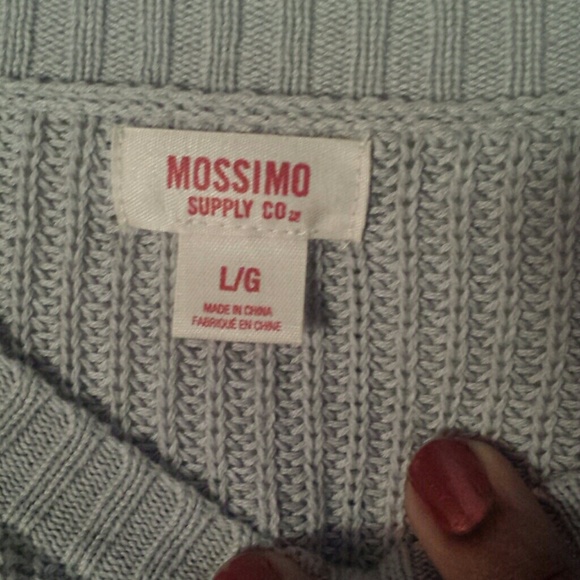 MOSSIMO
SUPPLY CO
L/G
MADE IN CHINA
FABRIQUÉ EN CHINE